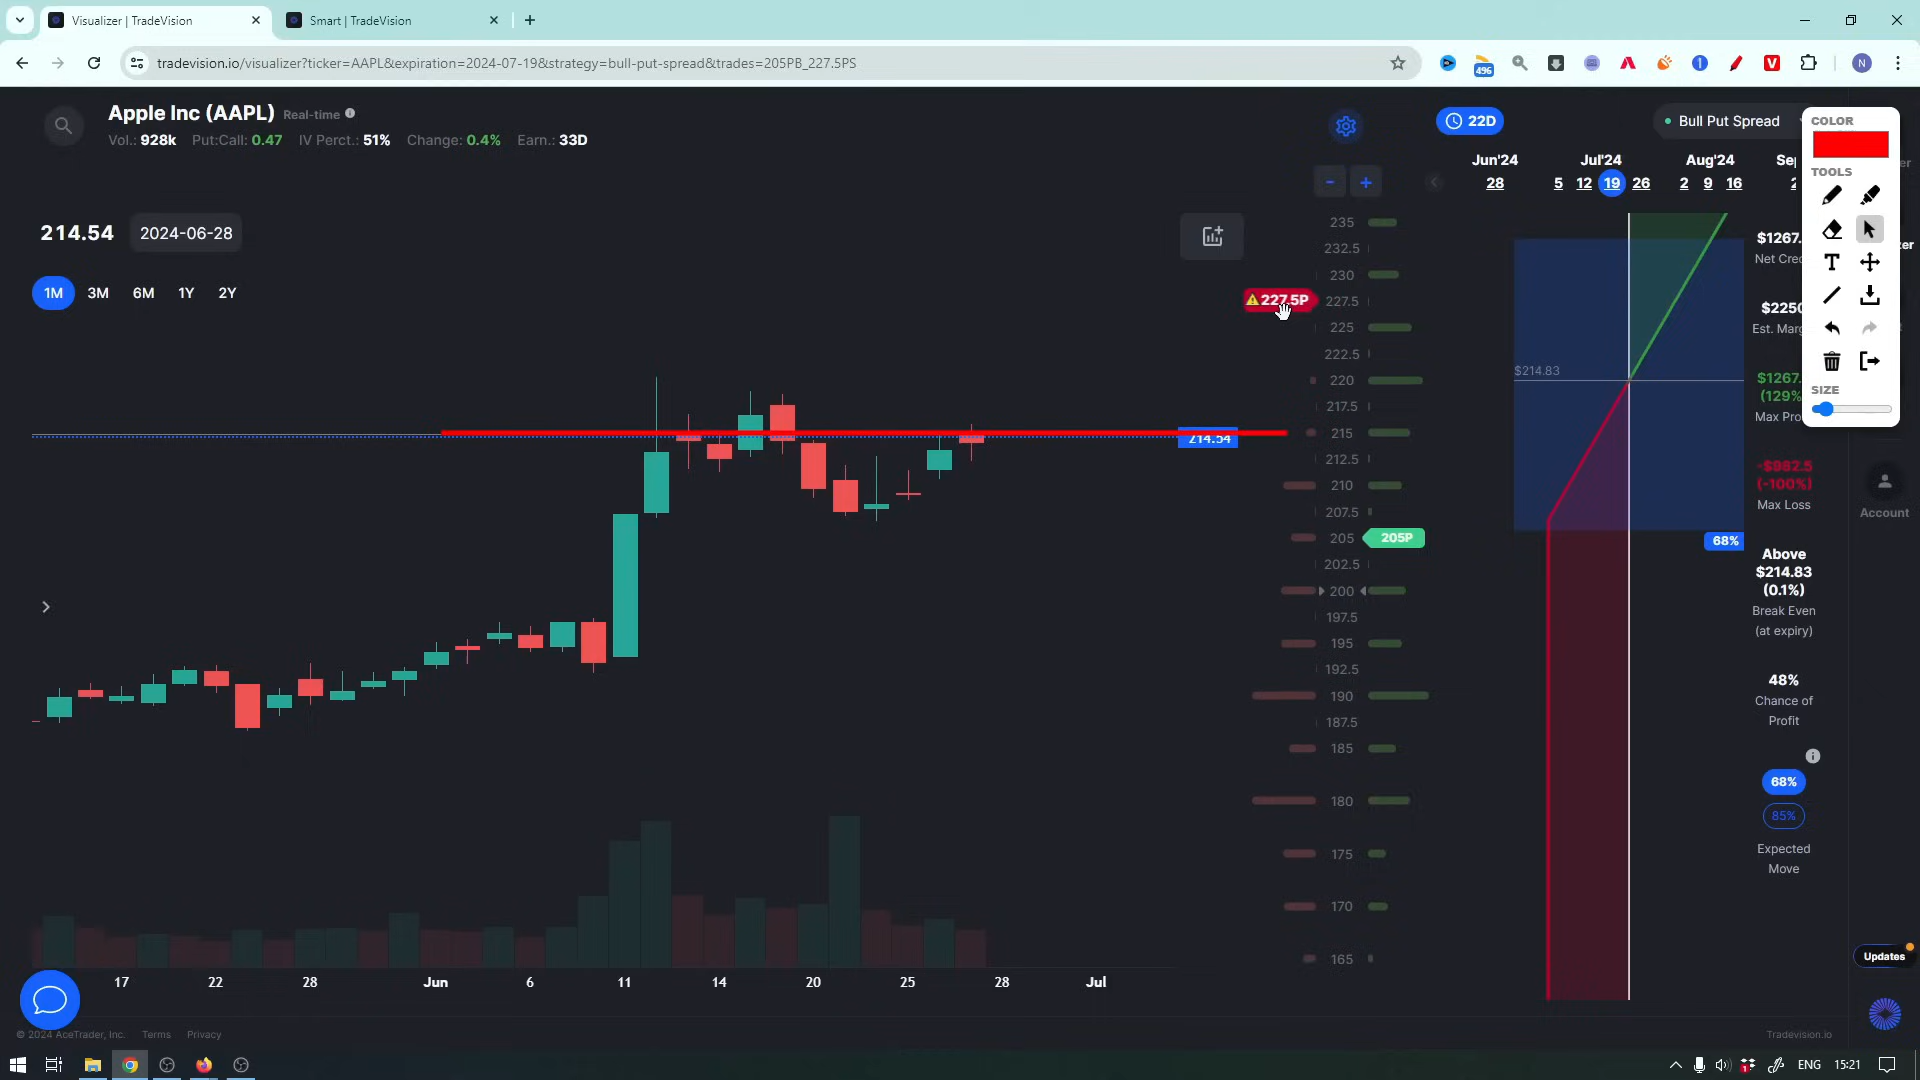 Visualizer | TradeVision
Smart | TradeVision
tradevision.io/visualizer?ticker=AAPL&expiration=2024-07-19&strategy=bull-put-spread&trades=205PB_227.5PS
496
N
Apple Inc (AAPL) Real-time
Vol.: 928k Put:Call: 0.47 IV Perct.: 51% Change: 0.4% Earn.: 33D
22D
Bull Put Spread
Jun'24 Jul'24 Aug'24
28 5 12 19 26 2 9 16
- +
214.54 2024-06-28
1M 3M 6M 1Y 2Y
COLOR
TOOLS
SIZE
235
232.5
230
227.5P 227.5
225
222.5
220
217.5
214.54 215
212.5
210
207.5
205 205P
202.5
200
197.5
195
192.5
190
187.5
185
180
175
170
165
$214.83
68%
$1267.
Net Cre
$2250
Est. Marg
$1267.
(129%
Max Pro
-$982.5
(-100%)
Max Loss
Above
$214.83
(0.1%)
Break Even
(at expiry)
48%
Chance of
Profit
68%
85%
Expected
Move
Account
Updates
17 22 28 Jun 6 11 14 20 25 28 Jul
© 2024 AceTrader, Inc. Terms Privacy
Tradevision.io
ENG 15:21